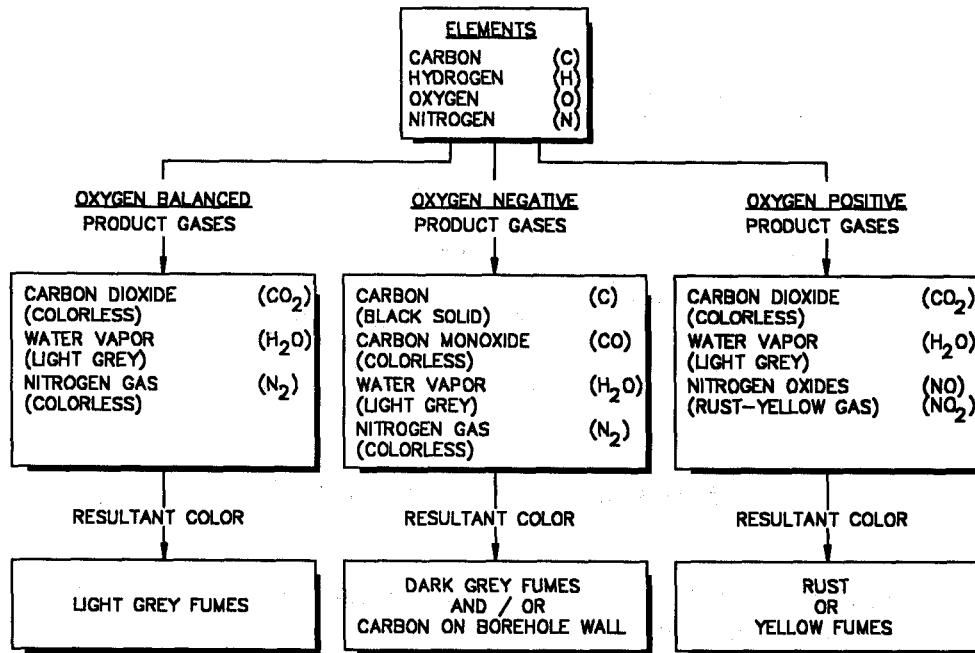 ELEMENTS
CARBON (C)
HYDROGEN (H)
OXYGEN (O)
NITROGEN (N)
OXYGEN BALANCED
PRODUCT GASES
CARBON DIOXIDE (CO₂)
(COLORLESS)
WATER VAPOR (H₂O)
(LIGHT GREY)
NITROGEN GAS (N₂)
(COLORLESS)
RESULTANT COLOR
LIGHT GREY FUMES
OXYGEN NEGATIVE
PRODUCT GASES
CARBON (C)
(BLACK SOLID)
CARBON MONOXIDE (CO)
(COLORLESS)
WATER VAPOR (H₂O)
(LIGHT GREY)
NITROGEN GAS (N₂)
(COLORLESS)
RESULTANT COLOR
DARK GREY FUMES
AND / OR
CARBON ON BOREHOLE WALL
OXYGEN POSITIVE
PRODUCT GASES
CARBON DIOXIDE (CO₂)
(COLORLESS)
WATER VAPOR (H₂O)
(LIGHT GREY)
NITROGEN OXIDES (NO)
(RUST-YELLOW GAS) (NO₂)
RESULTANT COLOR
RUST
OR
YELLOW FUMES